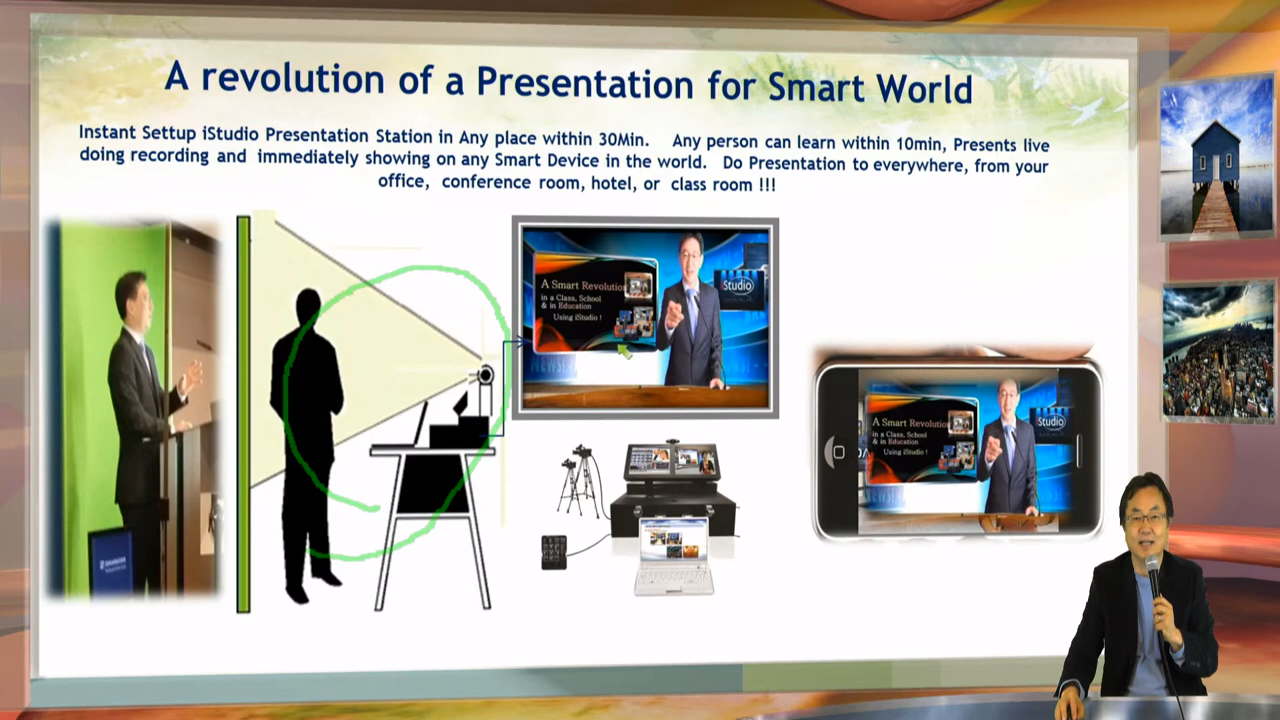 A revolution of a Presentation for Smart World
Instant Settup iStudio Presentation Station in Any place within 30Min. Any person can learn within 10min, Presents live
doing recording and immediately showing on any Smart Device in the world. Do Presentation to everywhere, from your
office, conference room, hotel, or class room !!!
A Smart Revolution
in a Class, School
& in Education
Using iStudio !
Studio
NEWS
A Smart Revolution
in a Class, School
& in Education
Using iStudio !
Studio